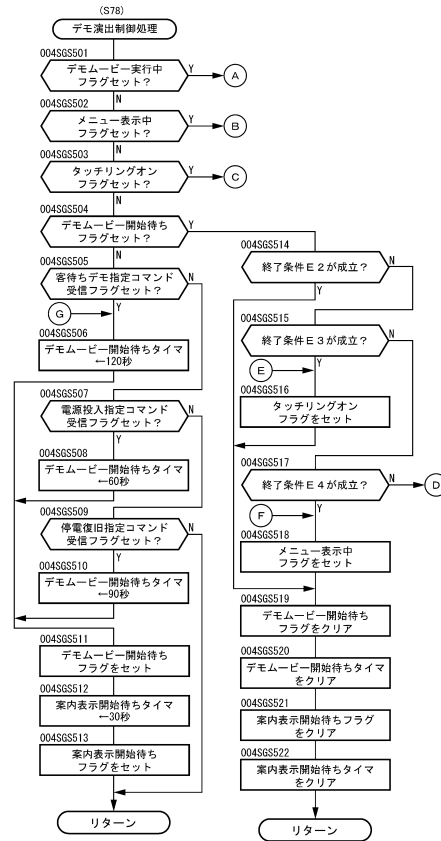 (S78)
デモ演出制御処理
004SGS501
デモムービー実行中
フラグセット？
Y
A
N
004SGS502
メニュー表示中
フラグセット？
Y
B
N
004SGS503
タッチリングオン
フラグセット？
Y
C
N
004SGS504
デモムービー開始待ち
フラグセット？
Y
N
004SGS505
客待ちデモ指定コマンド
受信フラグセット？
N
Y
G
004SGS506
デモムービー開始待ちタイマ
←120秒
004SGS507
電源投入指定コマンド
受信フラグセット？
N
Y
004SGS508
デモムービー開始待ちタイマ
←60秒
004SGS509
停電復旧指定コマンド
受信フラグセット？
N
Y
004SGS510
デモムービー開始待ちタイマ
←90秒
004SGS511
デモムービー開始待ち
フラグをセット
004SGS512
案内表示開始待ちタイマ
←30秒
004SGS513
案内表示開始待ち
フラグをセット
リターン
004SGS514
終了条件Ｅ２が成立？
N
Y
004SGS515
終了条件Ｅ３が成立？
N
Y
E
004SGS516
タッチリングオン
フラグをセット
004SGS517
終了条件Ｅ４が成立？
N
D
Y
F
004SGS518
メニュー表示中
フラグをセット
004SGS519
デモムービー開始待ち
フラグをクリア
004SGS520
デモムービー開始待ちタイマ
をクリア
004SGS521
案内表示開始待ちフラグ
をクリア
004SGS522
案内表示開始待ちタイマ
をクリア
リターン